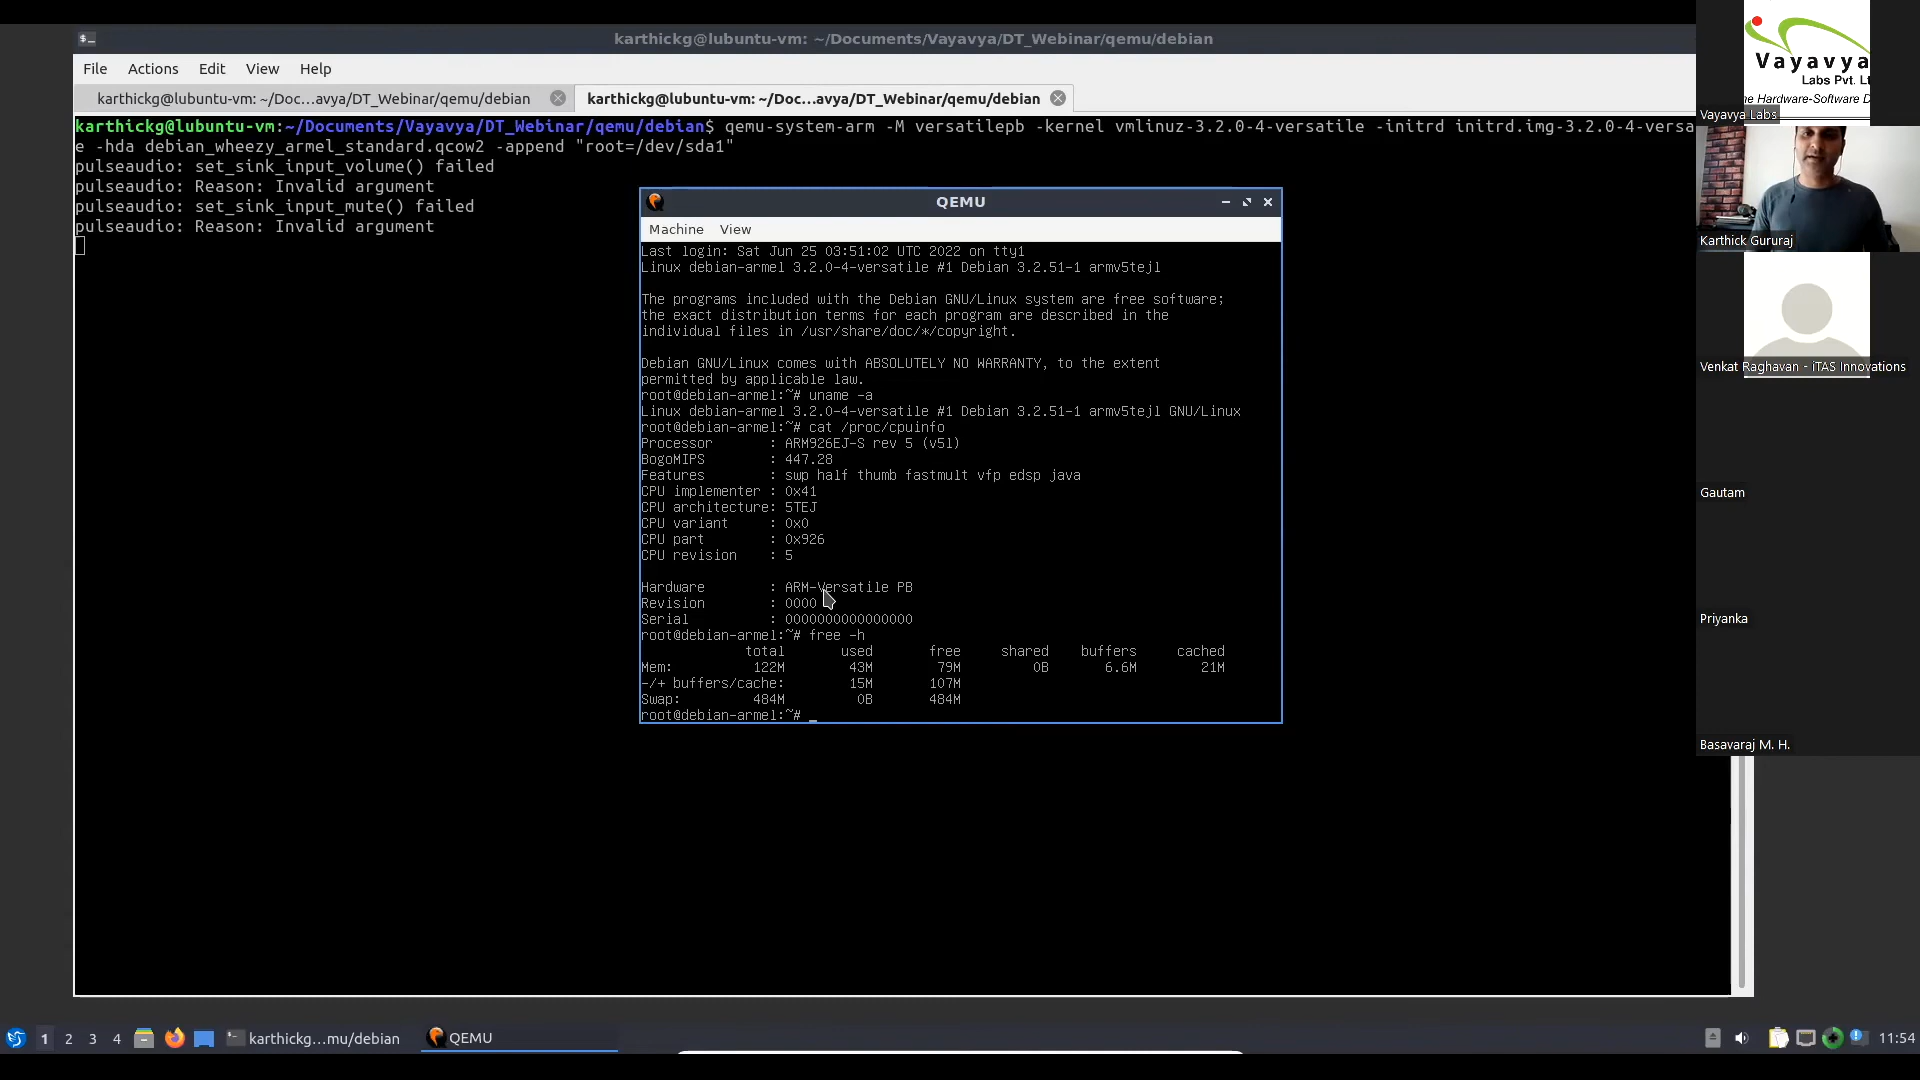 karthickg@lubuntu-vm: ~/Documents/Vayavya/DT_Webinar/qemu/debian
File Actions Edit View Help
karthickg@lubuntu-vm: ~/Doc...avya/DT_Webinar/qemu/debian karthickg@lubuntu-vm: ~/Doc...avya/DT_Webinar/qemu/debian
karthickg@lubuntu-vm:~/Documents/Vayavya/DT_Webinar/qemu/debian$ qemu-system-arm -M versatilepb -kernel vmlinuz-3.2.0-4-versatile -initrd initrd.img-3.2.0-4-versa
e -hda debian_wheezy_armel_standard.qcow2 -append "root=/dev/sda1"
pulseaudio: set_sink_input_volume() failed
pulseaudio: Reason: Invalid argument
pulseaudio: set_sink_input_mute() failed
pulseaudio: Reason: Invalid argument
QEMU
Machine View
Last login: Sat Jun 25 03:51:02 UTC 2022 on tty1
Linux debian-armel 3.2.0-4-versatile #1 Debian 3.2.51-1 armv5tejl
The programs included with the Debian GNU/Linux system are free software;
the exact distribution terms for each program are described in the
individual files in /usr/share/doc/*/copyright.
Debian GNU/Linux comes with ABSOLUTELY NO WARRANTY, to the extent
permitted by applicable law.
root@debian-armel:~# uname -a
Linux debian-armel 3.2.0-4-versatile #1 Debian 3.2.51-1 armv5tejl GNU/Linux
root@debian-armel:~# cat /proc/cpuinfo
Processor : ARM926EJ-S rev 5 (v5l)
BogoMIPS : 447.28
Features : swp half thumb fastmult vfp edsp java
CPU implementer : 0x41
CPU architecture: 5TEJ
CPU variant : 0x0
CPU part : 0x926
CPU revision : 5
Hardware : ARM-Versatile PB
Revision : 0000
Serial : 0000000000000000
root@debian-armel:~# free -h
total used free shared buffers cached
Mem: 122M 43M 79M 0B 6.6M 21M
-/+ buffers/cache: 15M 107M
Swap: 484M 0B 484M
root@debian-armel:~# _
Vayavya
Labs Pvt. Lt
ne Hardware-Software D
Vayavya Labs
Karthick Gururaj
Venkat Raghavan - iTAS Innovations
Gautam
Priyanka
Basavaraj M. H.
1 2 3 4 karthickg...mu/debian QEMU 11:54